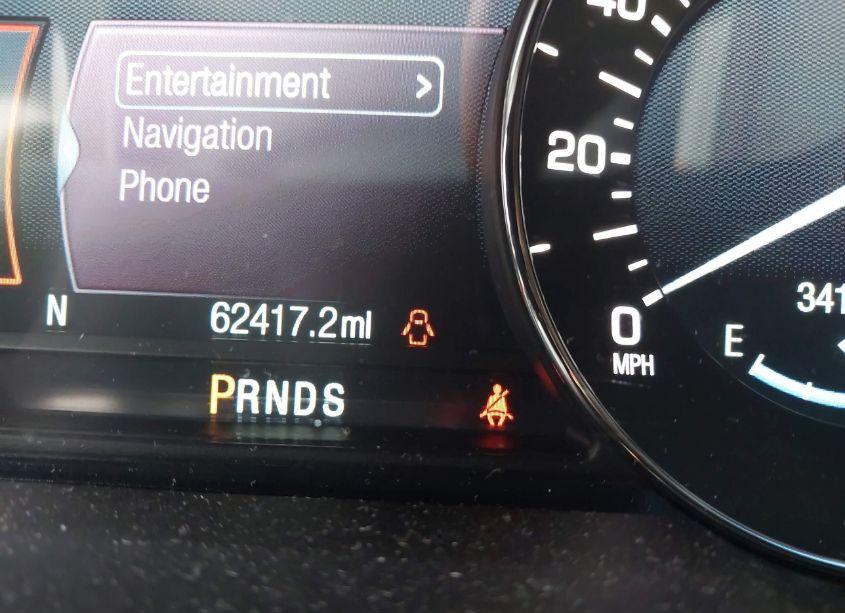 Entertainment >
Navigation
Phone
N
62417.2mi
PRNDS
40
20
0
MPH
E
341